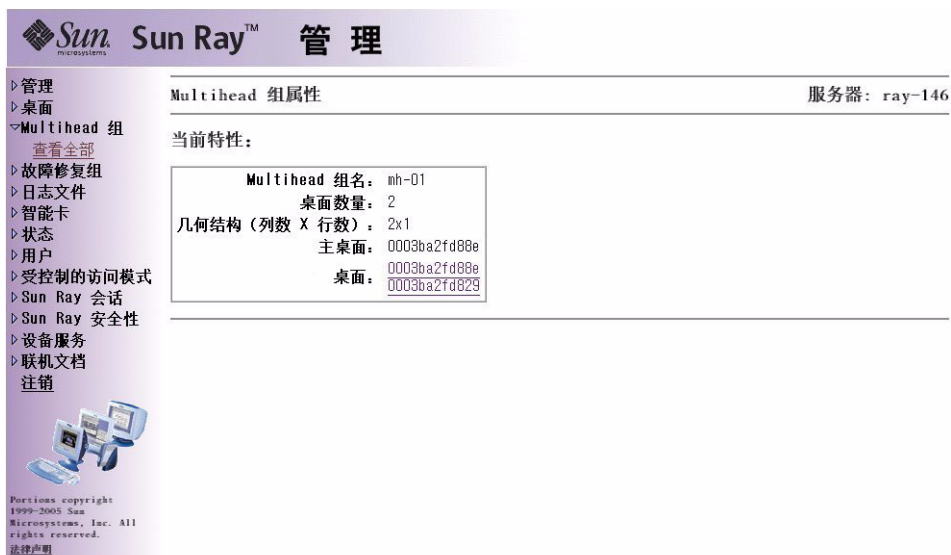 Sun microsystems Sun Ray™ 管 理
▷管理
▷桌面
▽Multihead 组
查看全部
▷故障修复组
▷日志文件
▷智能卡
▷状态
▷用户
▷受控制的访问模式
▷Sun Ray 会话
▷Sun Ray 安全性
▷设备服务
▷联机文档
注销
Portions copyright
1999-2005 Sun
Microsystems, Inc. All
rights reserved.
法律声明
Multihead 组属性 服务器: ray-146
当前特性:
Multihead 组名: mh-01
桌面数量: 2
几何结构（列数 X 行数）: 2x1
主桌面: 0003ba2fd88e
桌面: 0003ba2fd88e
0003ba2fd829